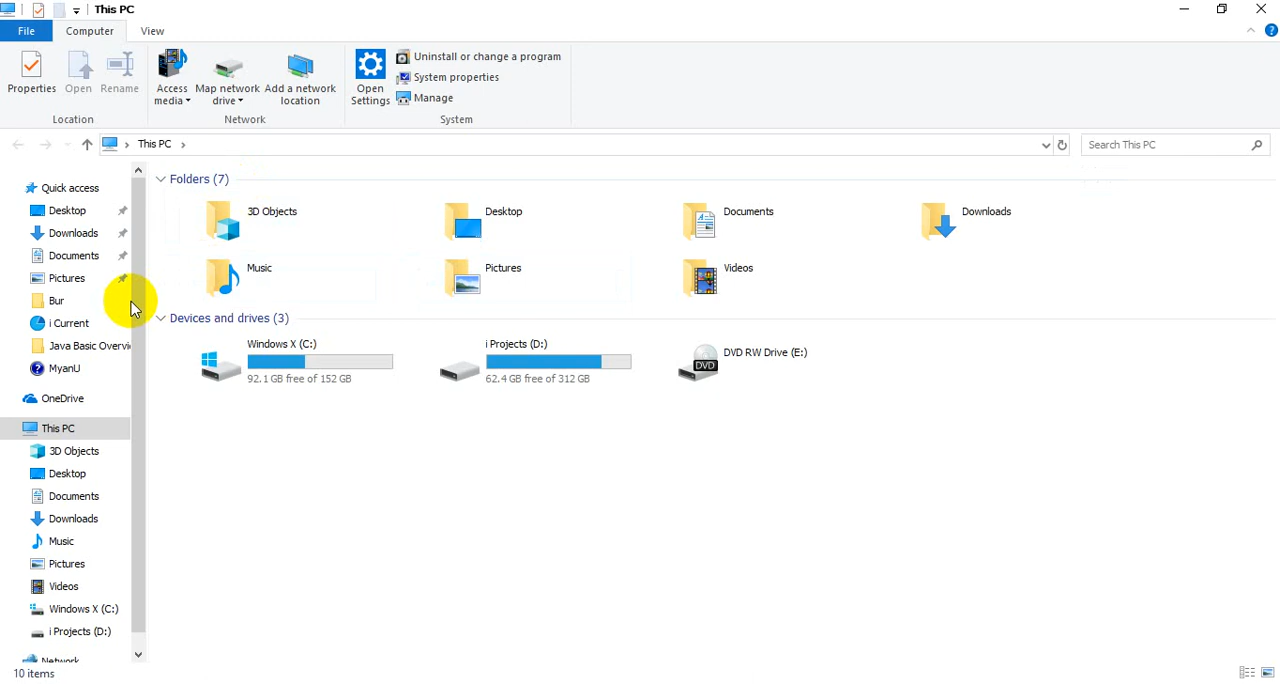 This PC
File
Computer
View
Properties
Open
Rename
Access media
Map network drive
Add a network location
Open Settings
Uninstall or change a program
System properties
Manage
Location
Network
System
This PC
Search This PC
Quick access
Desktop
Downloads
Documents
Pictures
Bur
i Current
Java Basic Overvi
MyanU
OneDrive
This PC
3D Objects
Desktop
Documents
Downloads
Music
Pictures
Videos
Windows X (C:)
i Projects (D:)
Network
Folders (7)
3D Objects
Desktop
Documents
Downloads
Music
Pictures
Videos
Devices and drives (3)
Windows X (C:)
92.1 GB free of 152 GB
i Projects (D:)
62.4 GB free of 312 GB
DVD RW Drive (E:)
DVD
10 items